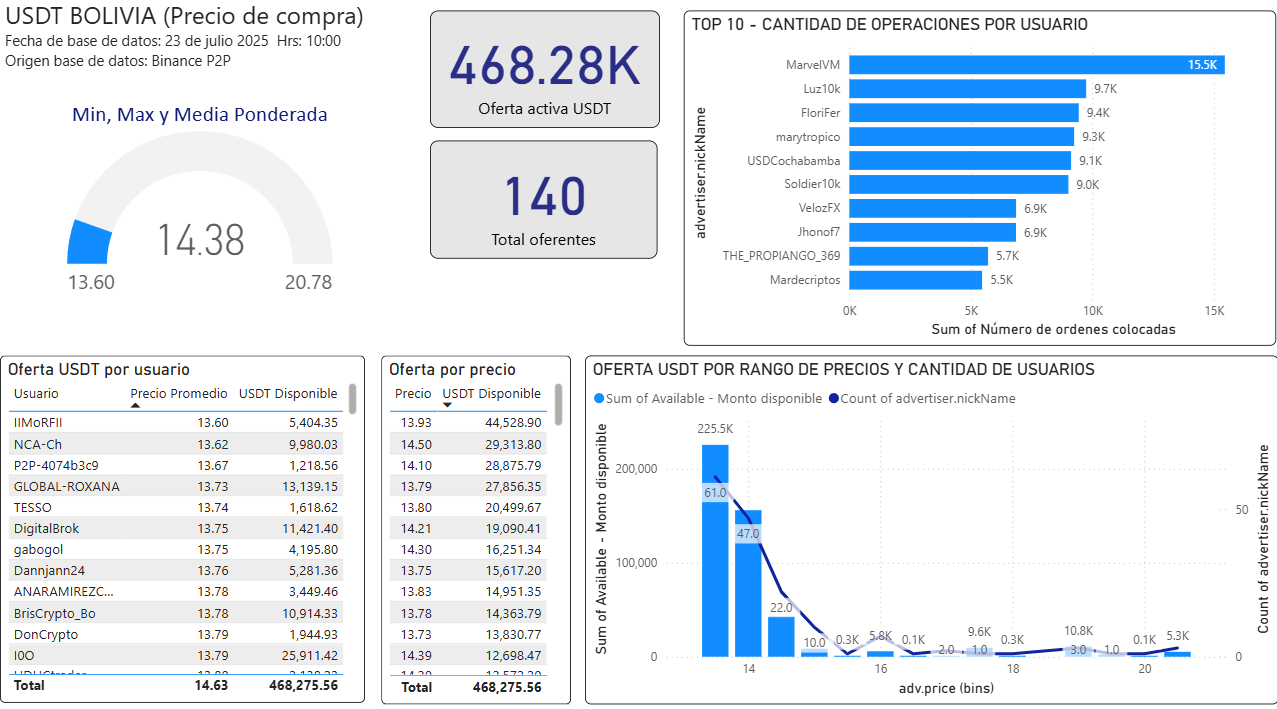 USDT BOLIVIA (Precio de compra)
Fecha de base de datos: 23 de julio 2025  Hrs: 10:00
Origen base de datos: Binance P2P
Min, Max y Media Ponderada
14.38
13.60
20.78
468.28K
Oferta activa USDT
140
Total oferentes
TOP 10 - CANTIDAD DE OPERACIONES POR USUARIO
advertiser.nickName
MarvelVM 15.5K
Luz10k 9.7K
FloriFer 9.4K
marytropico 9.3K
USDCochabamba 9.1K
Soldier10k 9.0K
VelozFX 6.9K
Jhonof7 6.9K
THE_PROPIANGO_369 5.7K
Mardecriptos 5.5K
0K 5K 10K 15K
Sum of Número de ordenes colocadas
Oferta USDT por usuario
Usuario Precio Promedio USDT Disponible
IIMoRFII 13.60 5,404.35
NCA-Ch 13.62 9,980.03
P2P-4074b3c9 13.67 1,218.56
GLOBAL-ROXANA 13.73 13,139.15
TESSO 13.74 1,618.62
DigitalBrok 13.75 11,421.40
gabogol 13.75 4,195.80
Dannjann24 13.76 5,281.36
ANARAMIREZC... 13.78 3,449.46
BrisCrypto_Bo 13.78 10,914.33
DonCrypto 13.79 1,944.93
I0O 13.79 25,911.42
Total 14.63 468,275.56
Oferta por precio
Precio USDT Disponible
13.93 44,528.90
14.50 29,313.80
14.10 28,875.79
13.79 27,856.35
13.80 20,499.67
14.21 19,090.41
14.30 16,251.34
13.75 15,617.20
13.83 14,951.35
13.78 14,363.79
13.73 13,830.77
14.39 12,698.47
Total 468,275.56
OFERTA USDT POR RANGO DE PRECIOS Y CANTIDAD DE USUARIOS
Sum of Available - Monto disponible Count of advertiser.nickName
Sum of Available - Monto disponible
200,000
100,000
0
225.5K
61.0
47.0
22.0
10.0
0.3K
5.8K
0.1K
2.0
9.6K
1.0
0.3K
10.8K
3.0
1.0
0.1K
5.3K
50
0
Count of advertiser.nickName
14 16 18 20
adv.price (bins)